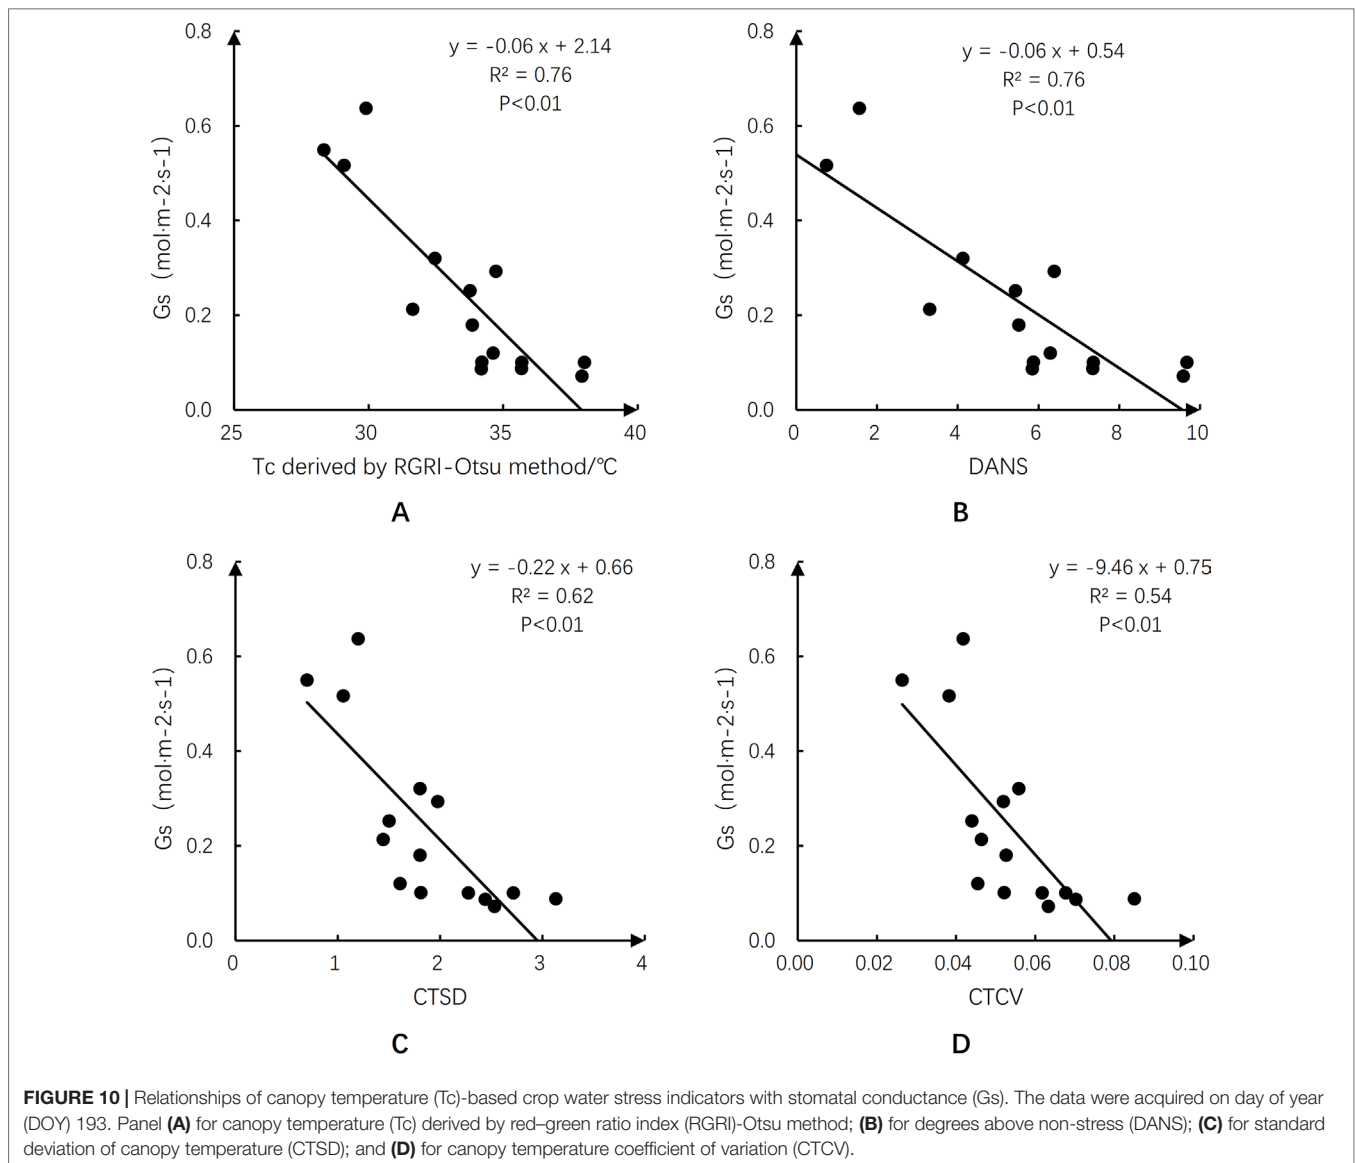 y = -0.06 x + 2.14
R² = 0.76
P<0.01
0.8
0.6
0.4
0.2
0.0
Gs (mol·m-2·s-1)
25 30 35 40
Tc derived by RGRI-Otsu method/℃
A
y = -0.06 x + 0.54
R² = 0.76
P<0.01
0.8
0.6
0.4
0.2
0.0
Gs (mol·m-2·s-1)
0 2 4 6 8 10
DANS
B
y = -0.22 x + 0.66
R² = 0.62
P<0.01
0.8
0.6
0.4
0.2
0.0
Gs (mol·m-2·s-1)
0 1 2 3 4
CTSD
C
y = -9.46 x + 0.75
R² = 0.54
P<0.01
0.8
0.6
0.4
0.2
0.0
Gs (mol·m-2·s-1)
0.00 0.02 0.04 0.06 0.08 0.10
CTCV
D
FIGURE 10 | Relationships of canopy temperature (Tc)-based crop water stress indicators with stomatal conductance (Gs). The data were acquired on day of year
(DOY) 193. Panel (A) for canopy temperature (Tc) derived by red–green ratio index (RGRI)-Otsu method; (B) for degrees above non-stress (DANS); (C) for standard
deviation of canopy temperature (CTSD); and (D) for canopy temperature coefficient of variation (CTCV).